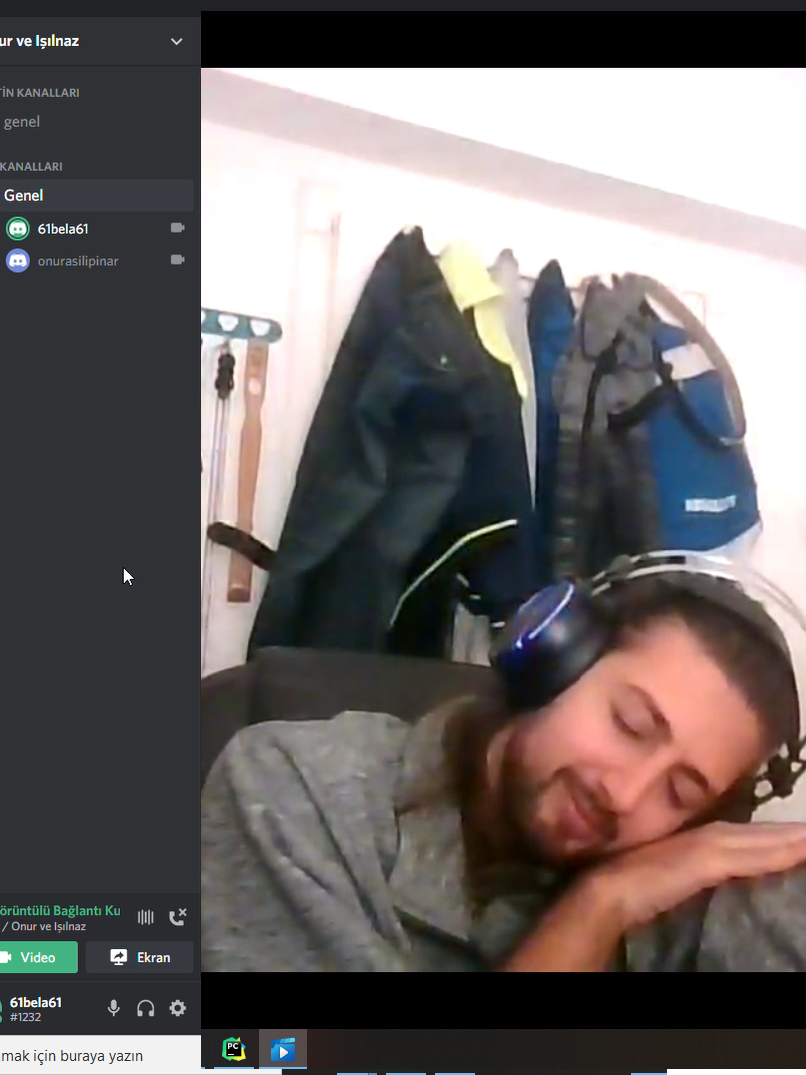 ur ve Işılnaz
İN KANALLARI
genel
KANALLARI
Genel
61bela61
onurasilipinar
örüntülü Bağlantı Ku
/ Onur ve Işılnaz
Video
Ekran
61bela61
#1232
mak için buraya yazın
PC